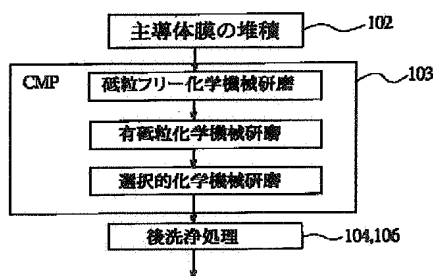 主導体膜の堆積
102
CMP
103
砥粒フリー化学機械研磨
有砥粒化学機械研磨
選択的化学機械研磨
後洗浄処理
104,106